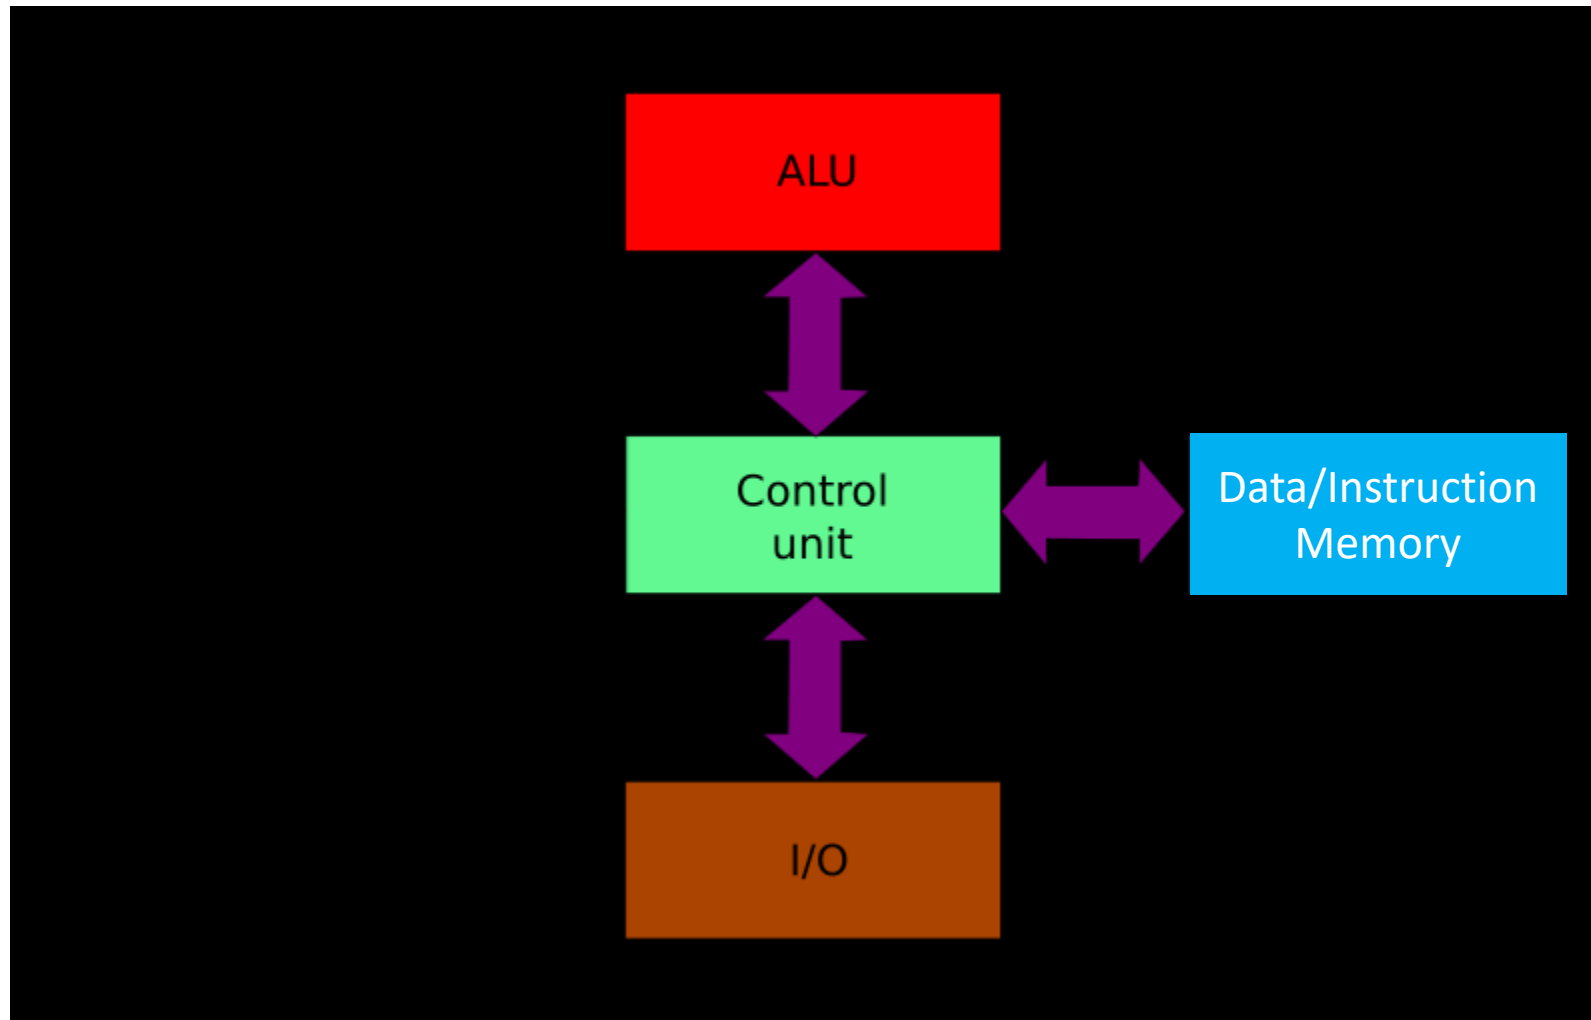 ALU
Control
unit
Data/Instruction
Memory
I/O